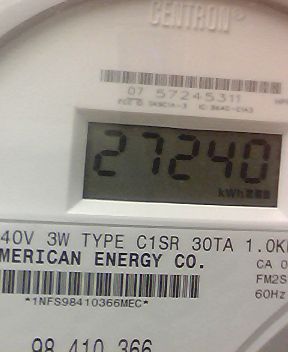 CENTRON®
07 57245311
27240
kWh
40V 3W TYPE C1SR 30TA 1.0K
MERICAN ENERGY CO.
CA 0
FM2S
60Hz
*1NFS98410366MEC*
98 410 366